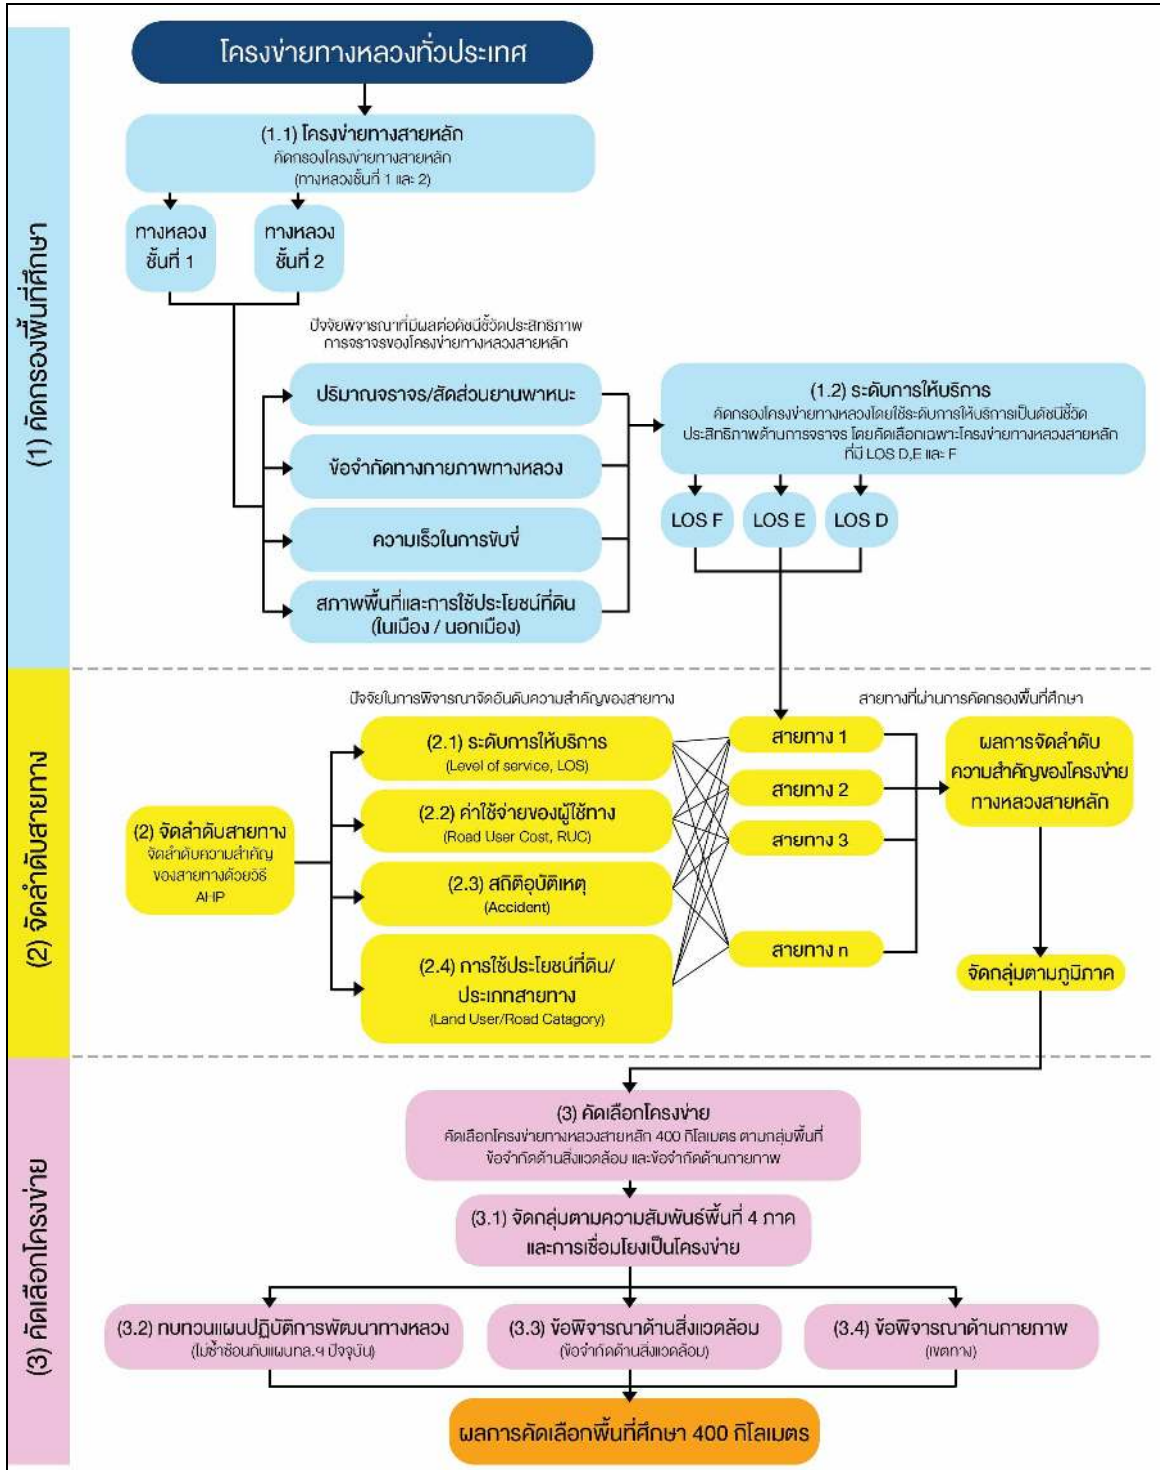 (1) คัดกรองพื้นที่ศึกษา
โครงข่ายทางหลวงทั่วประเทศ
(1.1) โครงข่ายทางสายหลัก
คัดกรองโครงข่ายทางสายหลัก
(ทางหลวงชั้นที่ 1 และ 2)
ทางหลวง
ชั้นที่ 1
ทางหลวง
ชั้นที่ 2
ปัจจัยพิจารณาที่มีผลต่อดัชนีชี้วัดประสิทธิภาพ
การจราจรของโครงข่ายทางหลวงสายหลัก
ปริมาณจราจร/สัดส่วนยานพาหนะ
ข้อจำกัดทางกายภาพทางหลวง
ความเร็วในการขับขี่
สภาพพื้นที่และการใช้ประโยชน์ที่ดิน
(ในเมือง / นอกเมือง)
(1.2) ระดับการให้บริการ
คัดกรองโครงข่ายทางหลวงโดยใช้ระดับการให้บริการเป็นดัชนีชี้วัด
ประสิทธิภาพด้านการจราจร โดยคัดเลือกเฉพาะโครงข่ายทางหลวงสายหลัก
ที่มี LOS D,E และ F
LOS F
LOS E
LOS D
(2) จัดลำดับสายทาง
(2) จัดลำดับสายทาง
จัดลำดับความสำคัญ
ของสายทางด้วยวิธี
AHP
ปัจจัยในการพิจารณาจัดอันดับความสำคัญของสายทาง
(2.1) ระดับการให้บริการ
(Level of service, LOS)
(2.2) ค่าใช้จ่ายของผู้ใช้ทาง
(Road User Cost, RUC)
(2.3) สถิติอุบัติเหตุ
(Accident)
(2.4) การใช้ประโยชน์ที่ดิน/
ประเภทสายทาง
(Land User/Road Catagory)
สายทางที่ผ่านการคัดกรองพื้นที่ศึกษา
สายทาง 1
สายทาง 2
สายทาง 3
สายทาง n
ผลการจัดลำดับ
ความสำคัญของโครงข่าย
ทางหลวงสายหลัก
จัดกลุ่มตามภูมิภาค
(3) คัดเลือกโครงข่าย
(3) คัดเลือกโครงข่าย
คัดเลือกโครงข่ายทางหลวงสายหลัก 400 กิโลเมตร ตามกลุ่มพื้นที่
ข้อจำกัดด้านสิ่งแวดล้อม และข้อจำกัดด้านกายภาพ
(3.1) จัดกลุ่มตามความสัมพันธ์พื้นที่ 4 ภาค
และการเชื่อมโยงเป็นโครงข่าย
(3.2) ทบทวนแผนปฏิบัติการพัฒนาทางหลวง
(ไม่ซ้ำซ้อนกับแผนทล.ฯ ปัจจุบัน)
(3.3) ข้อพิจารณาด้านสิ่งแวดล้อม
(ข้อจำกัดด้านสิ่งแวดล้อม)
(3.4) ข้อพิจารณาด้านกายภาพ
(เขตทาง)
ผลการคัดเลือกพื้นที่ศึกษา 400 กิโลเมตร